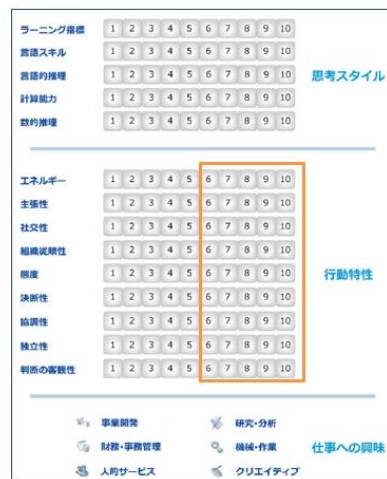 ラーニング指標 1 2 3 4 5 6 7 8 9 10
言語スキル 1 2 3 4 5 6 7 8 9 10
言語的推理 1 2 3 4 5 6 7 8 9 10 思考スタイル
計算能力 1 2 3 4 5 6 7 8 9 10
数的推理 1 2 3 4 5 6 7 8 9 10
エネルギー 1 2 3 4 5 6 7 8 9 10
主張性 1 2 3 4 5 6 7 8 9 10
社交性 1 2 3 4 5 6 7 8 9 10
組織従順性 1 2 3 4 5 6 7 8 9 10
態度 1 2 3 4 5 6 7 8 9 10 行動特性
決断性 1 2 3 4 5 6 7 8 9 10
協調性 1 2 3 4 5 6 7 8 9 10
独立性 1 2 3 4 5 6 7 8 9 10
判断の客観性 1 2 3 4 5 6 7 8 9 10
事業開発 研究・分析
財務・事務管理 機械・作業 仕事への興味
人的サービス クリエイティブ